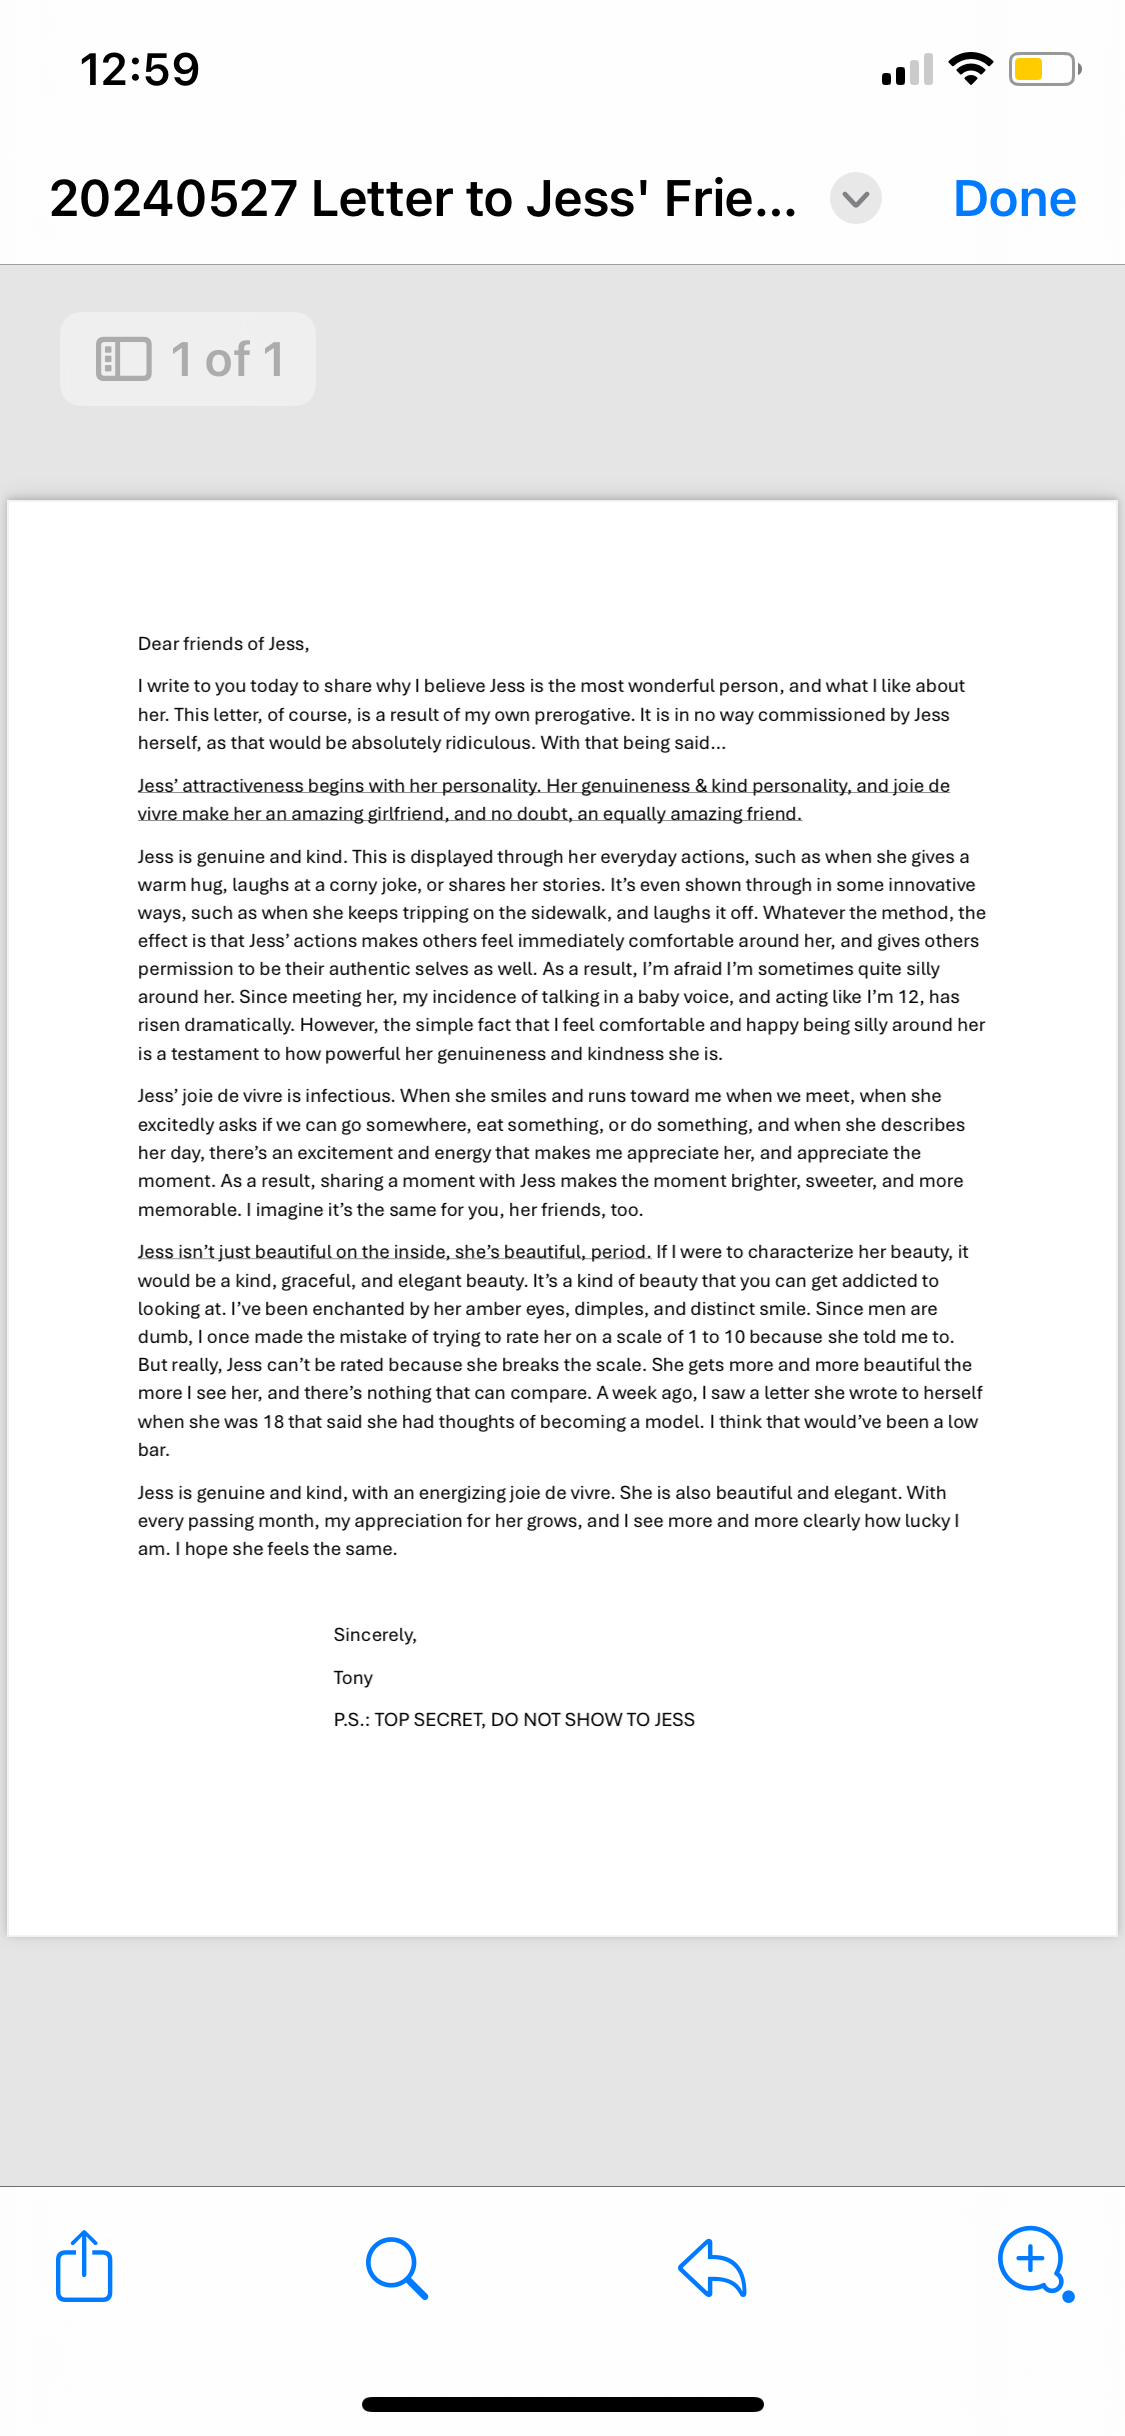 12:59
20240527 Letter to Jess' Frie...
Done
1 of 1
Dear friends of Jess,
I write to you today to share why I believe Jess is the most wonderful person, and what I like about
her. This letter, of course, is a result of my own prerogative. It is in no way commissioned by Jess
herself, as that would be absolutely ridiculous. With that being said...
Jess’ attractiveness begins with her personality. Her genuineness & kind personality, and joie de
vivre make her an amazing girlfriend, and no doubt, an equally amazing friend.
Jess is genuine and kind. This is displayed through her everyday actions, such as when she gives a
warm hug, laughs at a corny joke, or shares her stories. It’s even shown through in some innovative
ways, such as when she keeps tripping on the sidewalk, and laughs it off. Whatever the method, the
effect is that Jess’ actions makes others feel immediately comfortable around her, and gives others
permission to be their authentic selves as well. As a result, I’m afraid I’m sometimes quite silly
around her. Since meeting her, my incidence of talking in a baby voice, and acting like I’m 12, has
risen dramatically. However, the simple fact that I feel comfortable and happy being silly around her
is a testament to how powerful her genuineness and kindness she is.
Jess’ joie de vivre is infectious. When she smiles and runs toward me when we meet, when she
excitedly asks if we can go somewhere, eat something, or do something, and when she describes
her day, there’s an excitement and energy that makes me appreciate her, and appreciate the
moment. As a result, sharing a moment with Jess makes the moment brighter, sweeter, and more
memorable. I imagine it’s the same for you, her friends, too.
Jess isn’t just beautiful on the inside, she’s beautiful, period. If I were to characterize her beauty, it
would be a kind, graceful, and elegant beauty. It’s a kind of beauty that you can get addicted to
looking at. I’ve been enchanted by her amber eyes, dimples, and distinct smile. Since men are
dumb, I once made the mistake of trying to rate her on a scale of 1 to 10 because she told me to.
But really, Jess can’t be rated because she breaks the scale. She gets more and more beautiful the
more I see her, and there’s nothing that can compare. A week ago, I saw a letter she wrote to herself
when she was 18 that said she had thoughts of becoming a model. I think that would’ve been a low
bar.
Jess is genuine and kind, with an energizing joie de vivre. She is also beautiful and elegant. With
every passing month, my appreciation for her grows, and I see more and more clearly how lucky I
am. I hope she feels the same.
Sincerely,
Tony
P.S.: TOP SECRET, DO NOT SHOW TO JESS